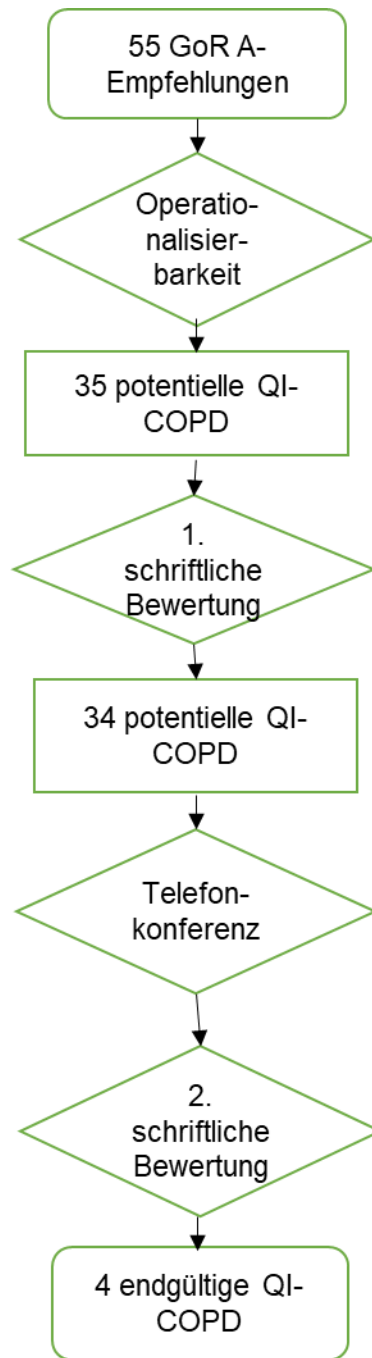 55 GoR A-
Empfehlungen
Operatio-
nalisier-
barkeit
35 potentielle QI-
COPD
1.
schriftliche
Bewertung
34 potentielle QI-
COPD
Telefon-
konferenz
2.
schriftliche
Bewertung
4 endgültige QI-
COPD